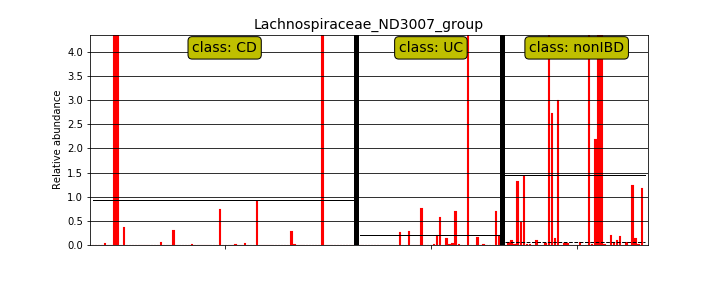 Lachnospiraceae_ND3007_group
class: CD
class: UC
class: nonIBD
Relative abundance
4.0
3.5
3.0
2.5
2.0
1.5
1.0
0.5
0.0